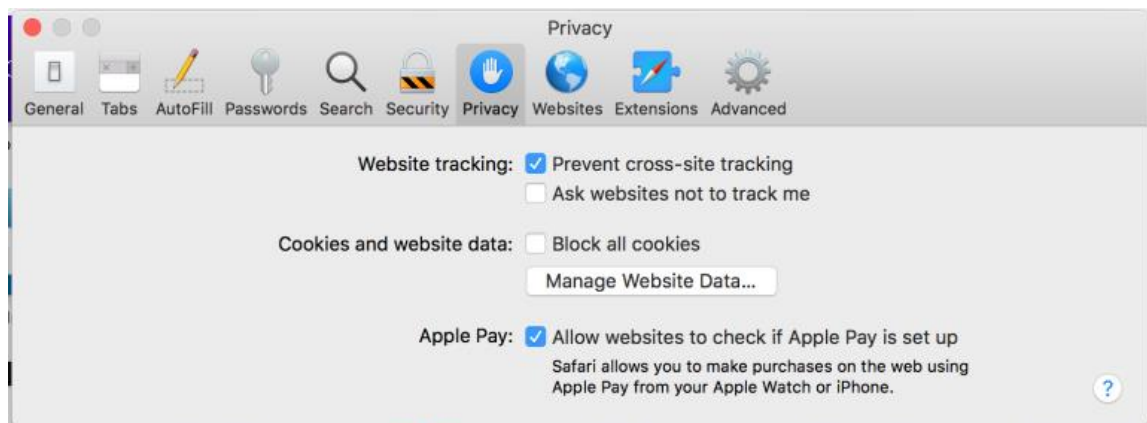 Privacy
General Tabs AutoFill Passwords Search Security Privacy Websites Extensions Advanced
Website tracking: Prevent cross-site tracking
Ask websites not to track me
Cookies and website data: Block all cookies
Manage Website Data...
Apple Pay: Allow websites to check if Apple Pay is set up
Safari allows you to make purchases on the web using
Apple Pay from your Apple Watch or iPhone.
?